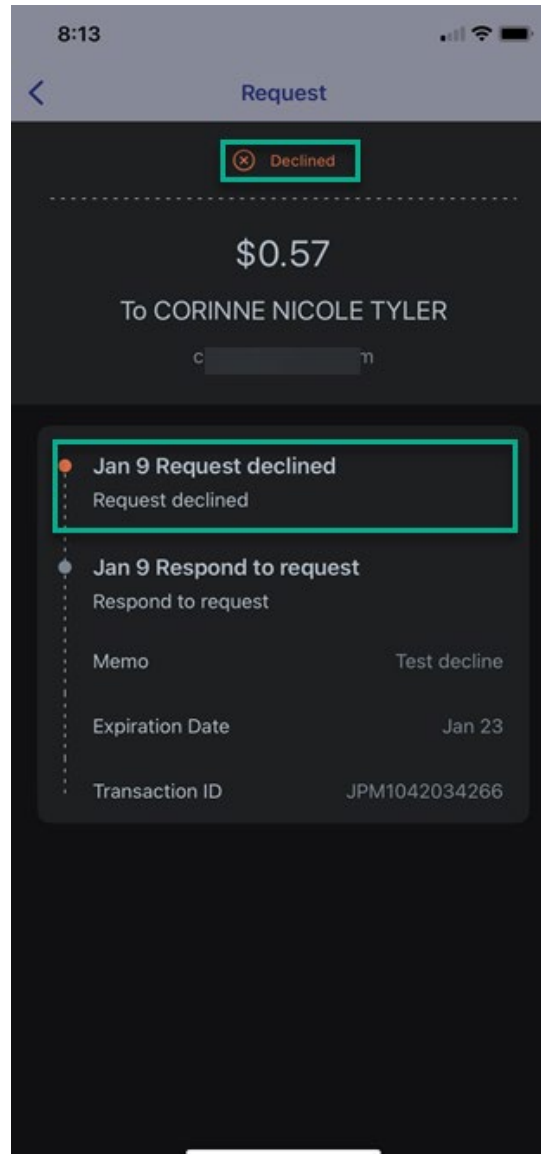 8:13
Request
Declined
$0.57
To CORINNE NICOLE TYLER
c m
Jan 9 Request declined
Request declined
Jan 9 Respond to request
Respond to request
Memo Test decline
Expiration Date Jan 23
Transaction ID JPM1042034266